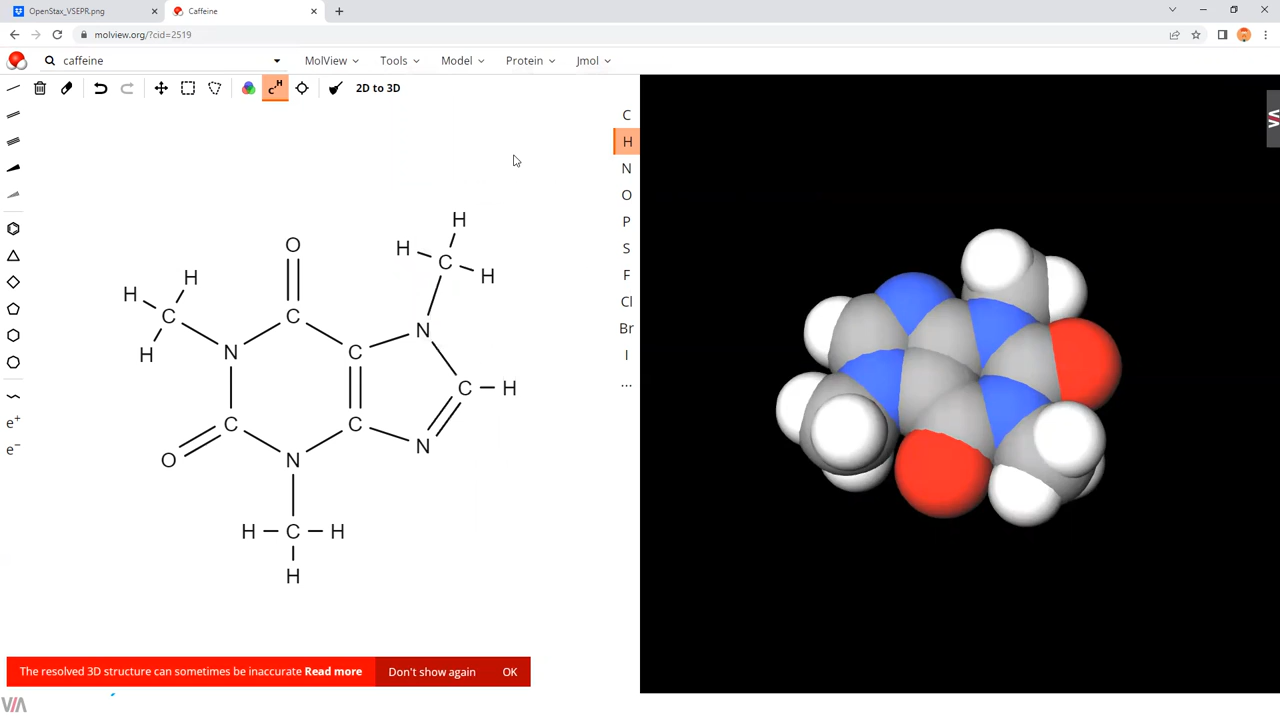 OpenStax_VSEPR.png
Caffeine
molview.org/?cid=2519
caffeine
MolView
Tools
Model
Protein
Jmol
2D to 3D
C
H
N
O
P
S
F
Cl
Br
I
...
e+
e−
H
O
H
C
H
H
H
C
H
C
N
N
C
C
H
C
N
C
O
N
H
C
H
H
The resolved 3D structure can sometimes be inaccurate Read more
Don't show again
OK